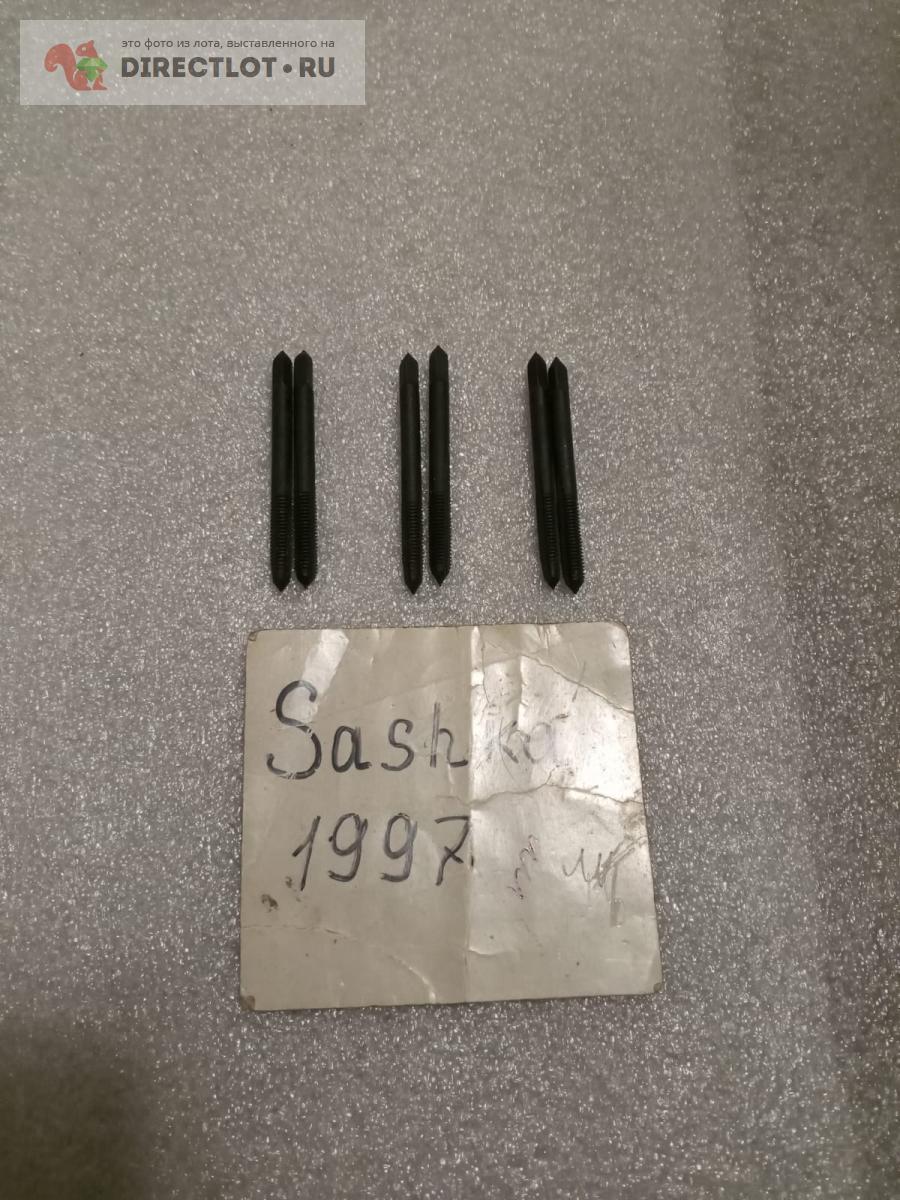 это фото из лота, выставленного на
DIRECTLOT•RU
Sashka
1997